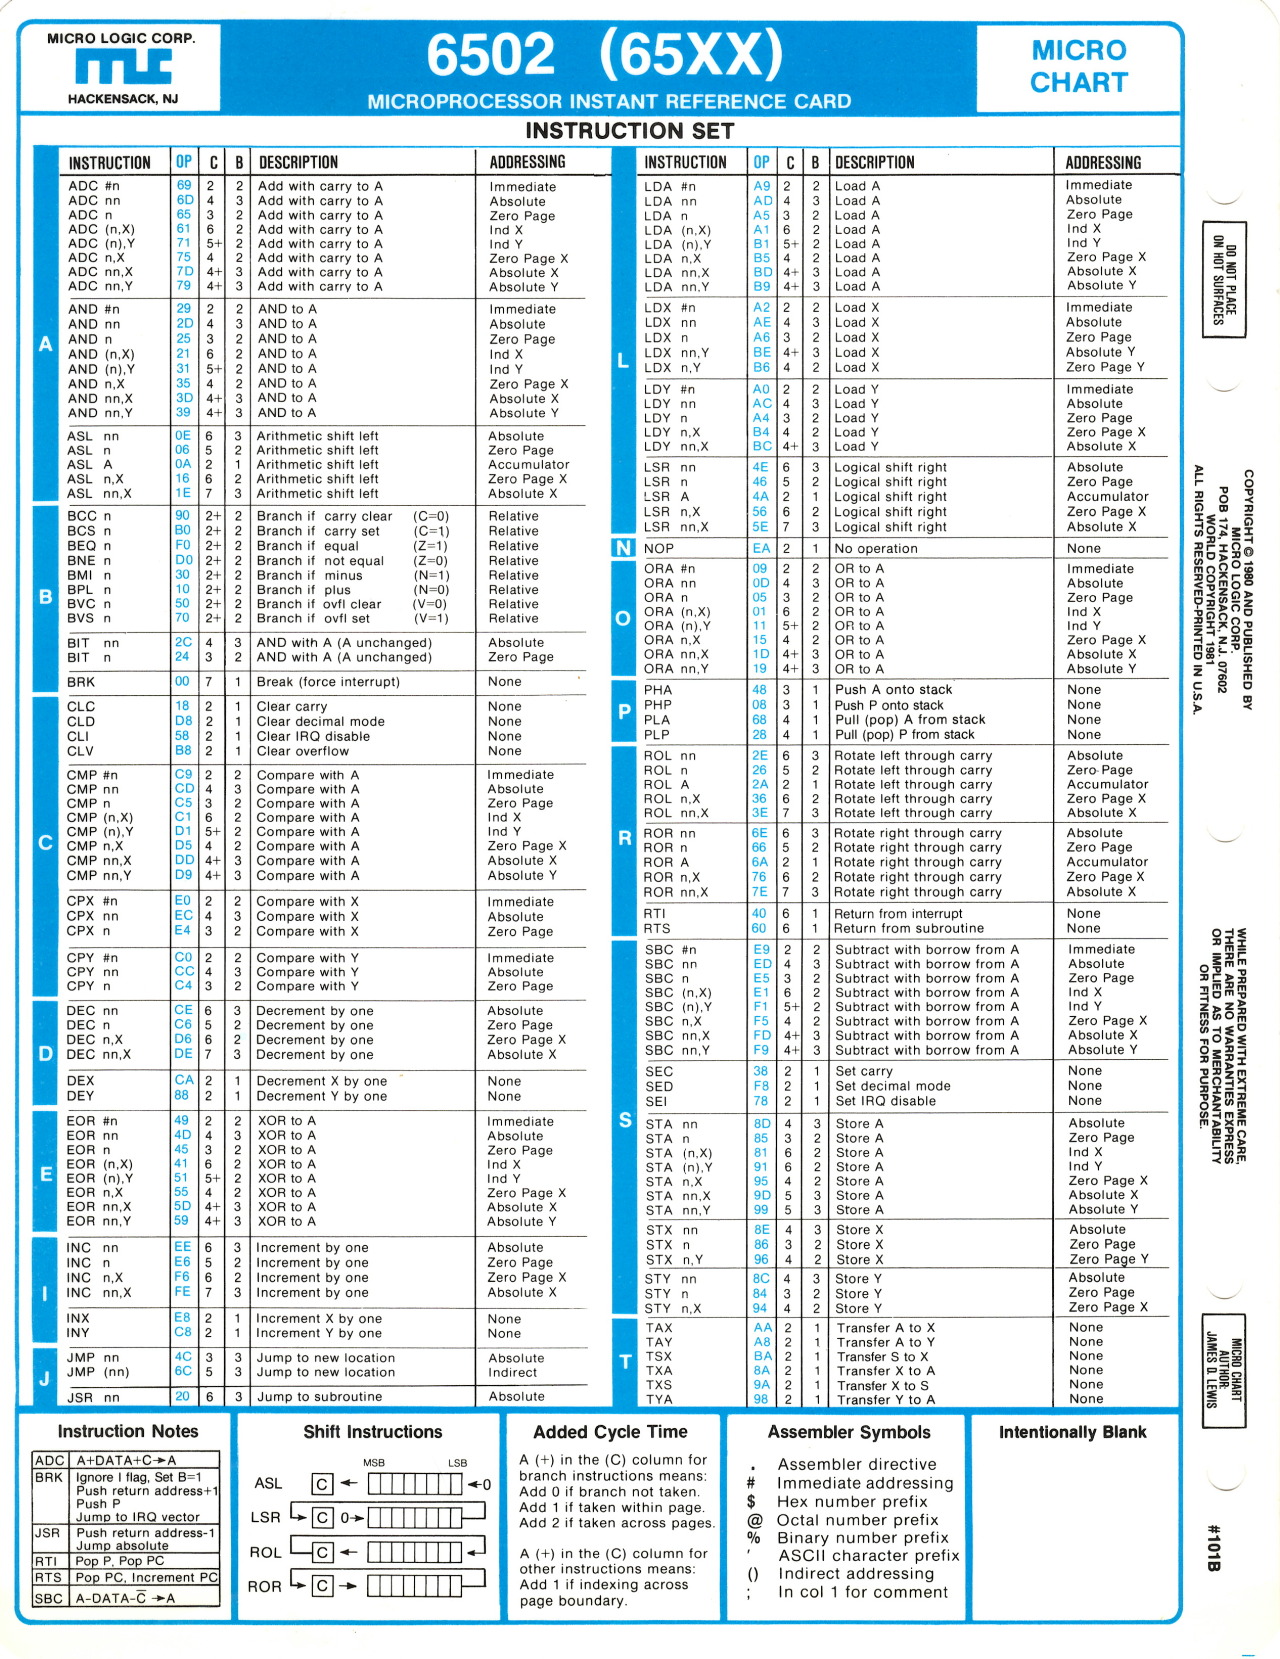 MICRO LOGIC CORP.
MLC
HACKENSACK, NJ
6502 (65XX)
MICROPROCESSOR INSTANT REFERENCE CARD
MICRO
CHART
INSTRUCTION SET
A
INSTRUCTION OP C B DESCRIPTION ADDRESSING
ADC #n 69 2 2 Add with carry to A Immediate
ADC nn 6D 4 3 Add with carry to A Absolute
ADC n 65 3 2 Add with carry to A Zero Page
ADC (n,X) 61 6 2 Add with carry to A Ind X
ADC (n),Y 71 5+ 2 Add with carry to A Ind Y
ADC n,X 75 4 2 Add with carry to A Zero Page X
ADC nn,X 7D 4+ 3 Add with carry to A Absolute X
ADC nn,Y 79 4+ 3 Add with carry to A Absolute Y
AND #n 29 2 2 AND to A Immediate
AND nn 2D 4 3 AND to A Absolute
AND n 25 3 2 AND to A Zero Page
AND (n,X) 21 6 2 AND to A Ind X
AND (n),Y 31 5+ 2 AND to A Ind Y
AND n,X 35 4 2 AND to A Zero Page X
AND nn,X 3D 4+ 3 AND to A Absolute X
AND nn,Y 39 4+ 3 AND to A Absolute Y
ASL nn 0E 6 3 Arithmetic shift left Absolute
ASL n 06 5 2 Arithmetic shift left Zero Page
ASL A 0A 2 1 Arithmetic shift left Accumulator
ASL n,X 16 6 2 Arithmetic shift left Zero Page X
ASL nn,X 1E 7 3 Arithmetic shift left Absolute X
B
BCC n 90 2+ 2 Branch if carry clear (C=0) Relative
BCS n B0 2+ 2 Branch if carry set (C=1) Relative
BEQ n F0 2+ 2 Branch if equal (Z=1) Relative
BNE n D0 2+ 2 Branch if not equal (Z=0) Relative
BMI n 30 2+ 2 Branch if minus (N=1) Relative
BPL n 10 2+ 2 Branch if plus (N=0) Relative
BVC n 50 2+ 2 Branch if ovfl clear (V=0) Relative
BVS n 70 2+ 2 Branch if ovfl set (V=1) Relative
BIT nn 2C 4 3 AND with A (A unchanged) Absolute
BIT n 24 3 2 AND with A (A unchanged) Zero Page
BRK 00 7 1 Break (force interrupt) None
C
CLC 18 2 1 Clear carry None
CLD D8 2 1 Clear decimal mode None
CLI 58 2 1 Clear IRQ disable None
CLV B8 2 1 Clear overflow None
CMP #n C9 2 2 Compare with A Immediate
CMP nn CD 4 3 Compare with A Absolute
CMP n C5 3 2 Compare with A Zero Page
CMP (n,X) C1 6 2 Compare with A Ind X
CMP (n),Y D1 5+ 2 Compare with A Ind Y
CMP n,X D5 4 2 Compare with A Zero Page X
CMP nn,X DD 4+ 3 Compare with A Absolute X
CMP nn,Y D9 4+ 3 Compare with A Absolute Y
CPX #n E0 2 2 Compare with X Immediate
CPX nn EC 4 3 Compare with X Absolute
CPX n E4 3 2 Compare with X Zero Page
CPY #n C0 2 2 Compare with Y Immediate
CPY nn CC 4 3 Compare with Y Absolute
CPY n C4 3 2 Compare with Y Zero Page
D
DEC nn CE 6 3 Decrement by one Absolute
DEC n C6 5 2 Decrement by one Zero Page
DEC n,X D6 6 2 Decrement by one Zero Page X
DEC nn,X DE 7 3 Decrement by one Absolute X
DEX CA 2 1 Decrement X by one None
DEY 88 2 1 Decrement Y by one None
E
EOR #n 49 2 2 XOR to A Immediate
EOR nn 4D 4 3 XOR to A Absolute
EOR n 45 3 2 XOR to A Zero Page
EOR (n,X) 41 6 2 XOR to A Ind X
EOR (n),Y 51 5+ 2 XOR to A Ind Y
EOR n,X 55 4 2 XOR to A Zero Page X
EOR nn,X 5D 4+ 3 XOR to A Absolute X
EOR nn,Y 59 4+ 3 XOR to A Absolute Y
I
INC nn EE 6 3 Increment by one Absolute
INC n E6 5 2 Increment by one Zero Page
INC n,X F6 6 2 Increment by one Zero Page X
INC nn,X FE 7 3 Increment by one Absolute X
INX E8 2 1 Increment X by one None
INY C8 2 1 Increment Y by one None
J
JMP nn 4C 3 3 Jump to new location Absolute
JMP (nn) 6C 5 3 Jump to new location Indirect
JSR nn 20 6 3 Jump to subroutine Absolute
L
INSTRUCTION OP C B DESCRIPTION ADDRESSING
LDA #n A9 2 2 Load A Immediate
LDA nn AD 4 3 Load A Absolute
LDA n A5 3 2 Load A Zero Page
LDA (n,X) A1 6 2 Load A Ind X
LDA (n),Y B1 5+ 2 Load A Ind Y
LDA n,X B5 4 2 Load A Zero Page X
LDA nn,X BD 4+ 3 Load A Absolute X
LDA nn,Y B9 4+ 3 Load A Absolute Y
LDX #n A2 2 2 Load X Immediate
LDX nn AE 4 3 Load X Absolute
LDX n A6 3 2 Load X Zero Page
LDX nn,Y BE 4+ 3 Load X Absolute Y
LDX n,Y B6 4 2 Load X Zero Page Y
LDY #n A0 2 2 Load Y Immediate
LDY nn AC 4 3 Load Y Absolute
LDY n A4 3 2 Load Y Zero Page
LDY n,X B4 4 2 Load Y Zero Page X
LDY nn,X BC 4+ 3 Load Y Absolute X
LSR nn 4E 6 3 Logical shift right Absolute
LSR n 46 5 2 Logical shift right Zero Page
LSR A 4A 2 1 Logical shift right Accumulator
LSR n,X 56 6 2 Logical shift right Zero Page X
LSR nn,X 5E 7 3 Logical shift right Absolute X
N
NOP EA 2 1 No operation None
O
ORA #n 09 2 2 OR to A Immediate
ORA nn 0D 4 3 OR to A Absolute
ORA n 05 3 2 OR to A Zero Page
ORA (n,X) 01 6 2 OR to A Ind X
ORA (n),Y 11 5+ 2 OR to A Ind Y
ORA n,X 15 4 2 OR to A Zero Page X
ORA nn,X 1D 4+ 3 OR to A Absolute X
ORA nn,Y 19 4+ 3 OR to A Absolute Y
P
PHA 48 3 1 Push A onto stack None
PHP 08 3 1 Push P onto stack None
PLA 68 4 1 Pull (pop) A from stack None
PLP 28 4 1 Pull (pop) P from stack None
R
ROL nn 2E 6 3 Rotate left through carry Absolute
ROL n 26 5 2 Rotate left through carry Zero Page
ROL A 2A 2 1 Rotate left through carry Accumulator
ROL n,X 36 6 2 Rotate left through carry Zero Page X
ROL nn,X 3E 7 3 Rotate left through carry Absolute X
ROR nn 6E 6 3 Rotate right through carry Absolute
ROR n 66 5 2 Rotate right through carry Zero Page
ROR A 6A 2 1 Rotate right through carry Accumulator
ROR n,X 76 6 2 Rotate right through carry Zero Page X
ROR nn,X 7E 7 3 Rotate right through carry Absolute X
RTI 40 6 1 Return from interrupt None
RTS 60 6 1 Return from subroutine None
S
SBC #n E9 2 2 Subtract with borrow from A Immediate
SBC nn ED 4 3 Subtract with borrow from A Absolute
SBC n E5 3 2 Subtract with borrow from A Zero Page
SBC (n,X) E1 6 2 Subtract with borrow from A Ind X
SBC (n),Y F1 5+ 2 Subtract with borrow from A Ind Y
SBC n,X F5 4 2 Subtract with borrow from A Zero Page X
SBC nn,X FD 4+ 3 Subtract with borrow from A Absolute X
SBC nn,Y F9 4+ 3 Subtract with borrow from A Absolute Y
SEC 38 2 1 Set carry None
SED F8 2 1 Set decimal mode None
SEI 78 2 1 Set IRQ disable None
STA nn 8D 4 3 Store A Absolute
STA n 85 3 2 Store A Zero Page
STA (n,X) 81 6 2 Store A Ind X
STA (n),Y 91 6 2 Store A Ind Y
STA n,X 95 4 2 Store A Zero Page X
STA nn,X 9D 5 3 Store A Absolute X
STA nn,Y 99 5 3 Store A Absolute Y
STX nn 8E 4 3 Store X Absolute
STX n 86 3 2 Store X Zero Page
STX n,Y 96 4 2 Store X Zero Page Y
STY nn 8C 4 3 Store Y Absolute
STY n 84 3 2 Store Y Zero Page
STY n,X 94 4 2 Store Y Zero Page X
T
TAX AA 2 1 Transfer A to X None
TAY A8 2 1 Transfer A to Y None
TSX BA 2 1 Transfer S to X None
TXA 8A 2 1 Transfer X to A None
TXS 9A 2 1 Transfer X to S None
TYA 98 2 1 Transfer Y to A None
Instruction Notes
ADC A+DATA+C→A
BRK Ignore I flag, Set B=1
Push return address+1
Push P
Jump to IRQ vector
JSR Push return address-1
Jump absolute
RTI Pop P, Pop PC
RTS Pop PC, Increment PC
SBC A-DATA-C̅→A
Shift Instructions
MSB LSB
ASL C ← ←0
LSR C 0→
ROL C ←
ROR C →
Added Cycle Time
A (+) in the (C) column for
branch instructions means:
Add 0 if branch not taken.
Add 1 if taken within page.
Add 2 if taken across pages.
A (+) in the (C) column for
other instructions means:
Add 1 if indexing across
page boundary.
Assembler Symbols
. Assembler directive
# Immediate addressing
$ Hex number prefix
@ Octal number prefix
% Binary number prefix
' ASCII character prefix
() Indirect addressing
; In col 1 for comment
Intentionally Blank
DO NOT PLACE
ON HOT SURFACES
COPYRIGHT © 1980 AND PUBLISHED BY
MICRO LOGIC CORP.
POB 174, HACKENSACK, N.J. 07602
WORLD COPYRIGHT 1981
ALL RIGHTS RESERVED-PRINTED IN U.S.A.
WHILE PREPARED WITH EXTREME CARE,
THERE ARE NO WARRANTIES EXPRESS
OR IMPLIED AS TO MERCHANTABILITY
OR FITNESS FOR PURPOSE.
MICRO CHART
AUTHOR:
JAMES D. LEWIS
#101B